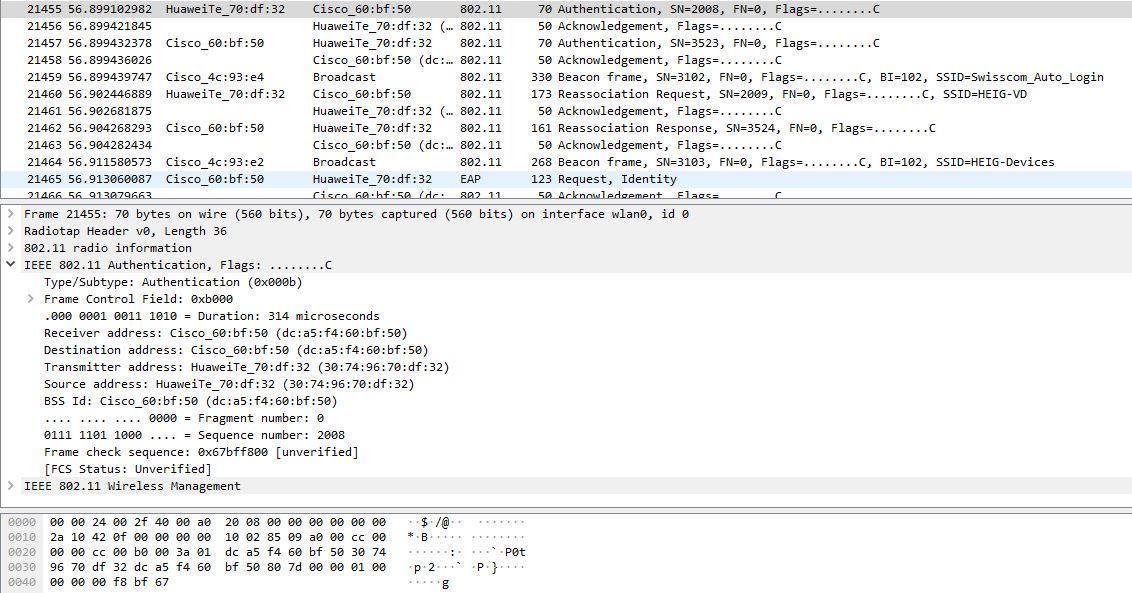 21455 56.899102982 HuaweiTe_70:df:32 Cisco_60:bf:50 802.11 70 Authentication, SN=2008, FN=0, Flags=........C
21456 56.899421845 HuaweiTe_70:df:32 (… 802.11 50 Acknowledgement, Flags=........C
21457 56.899432378 Cisco_60:bf:50 HuaweiTe_70:df:32 802.11 70 Authentication, SN=3523, FN=0, Flags=........C
21458 56.899436026 Cisco_60:bf:50 (dc:… 802.11 50 Acknowledgement, Flags=........C
21459 56.899439747 Cisco_4c:93:e4 Broadcast 802.11 330 Beacon frame, SN=3102, FN=0, Flags=........C, BI=102, SSID=Swisscom_Auto_Login
21460 56.902446889 HuaweiTe_70:df:32 Cisco_60:bf:50 802.11 173 Reassociation Request, SN=2009, FN=0, Flags=........C, SSID=HEIG-VD
21461 56.902681875 HuaweiTe_70:df:32 (… 802.11 50 Acknowledgement, Flags=........C
21462 56.904268293 Cisco_60:bf:50 HuaweiTe_70:df:32 802.11 161 Reassociation Response, SN=3524, FN=0, Flags=........C
21463 56.904282434 Cisco_60:bf:50 (dc:… 802.11 50 Acknowledgement, Flags=........C
21464 56.911580573 Cisco_4c:93:e2 Broadcast 802.11 268 Beacon frame, SN=3103, FN=0, Flags=........C, BI=102, SSID=HEIG-Devices
21465 56.913060087 Cisco_60:bf:50 HuaweiTe_70:df:32 EAP 123 Request, Identity
21466 56.913079663 Cisco_60:bf:50 (dc: 802.11 50 Acknowledgement, Flags=........C
Frame 21455: 70 bytes on wire (560 bits), 70 bytes captured (560 bits) on interface wlan0, id 0
Radiotap Header v0, Length 36
802.11 radio information
IEEE 802.11 Authentication, Flags: ........C
Type/Subtype: Authentication (0x000b)
Frame Control Field: 0xb000
.000 0001 0011 1010 = Duration: 314 microseconds
Receiver address: Cisco_60:bf:50 (dc:a5:f4:60:bf:50)
Destination address: Cisco_60:bf:50 (dc:a5:f4:60:bf:50)
Transmitter address: HuaweiTe_70:df:32 (30:74:96:70:df:32)
Source address: HuaweiTe_70:df:32 (30:74:96:70:df:32)
BSS Id: Cisco_60:bf:50 (dc:a5:f4:60:bf:50)
.... .... .... 0000 = Fragment number: 0
0111 1101 1000 .... = Sequence number: 2008
Frame check sequence: 0x67bff800 [unverified]
[FCS Status: Unverified]
IEEE 802.11 Wireless Management
0000 00 00 24 00 2f 40 00 a0 20 08 00 00 00 00 00 00 ··$·/@·· ·······
0010 2a 10 42 0f 00 00 00 00 10 02 85 09 a0 00 cc 00 *·B····· ········
0020 00 00 cc 00 b0 00 3a 01 dc a5 f4 60 bf 50 30 74 ······:· ···`·P0t
0030 96 70 df 32 dc a5 f4 60 bf 50 80 7d 00 00 01 00 ·p·2···` ·P·}····
0040 00 00 00 f8 bf 67 ·····g